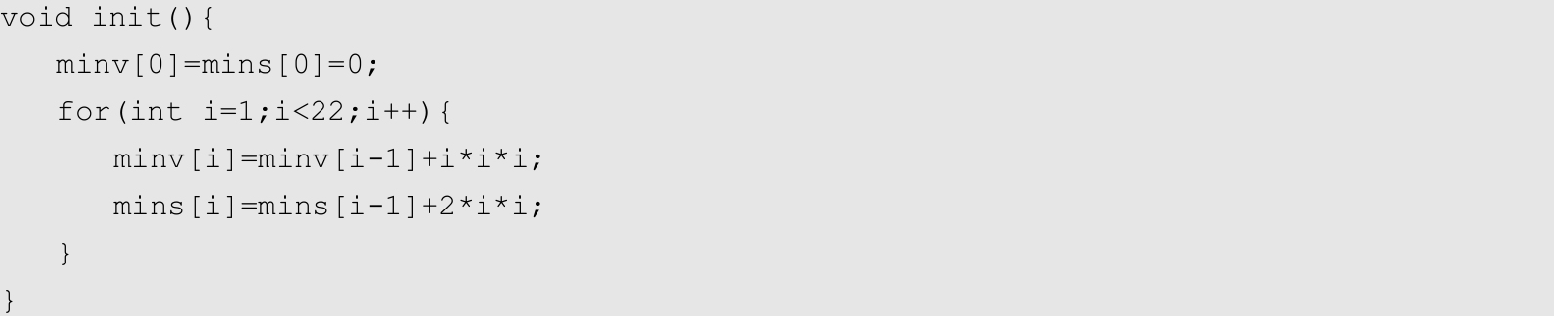 void init(){
   minv[0]=mins[0]=0;
   for(int i=1;i<22;i++){
      minv[i]=minv[i-1]+i*i*i;
      mins[i]=mins[i-1]+2*i*i;
   }
}